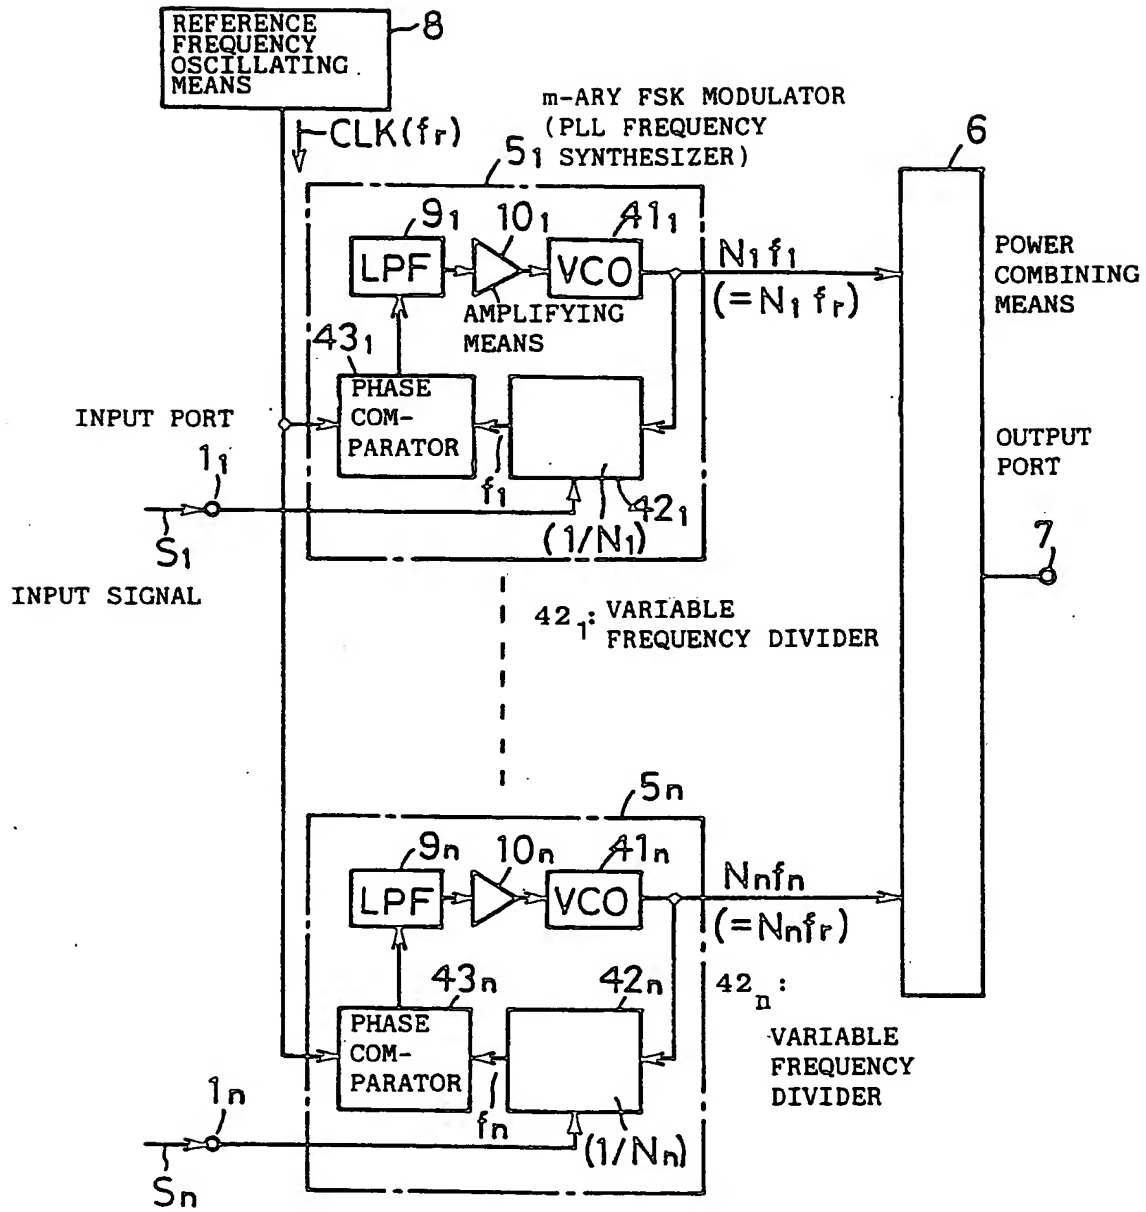 REFERENCE
FREQUENCY
OSCILLATING
MEANS
8
CLK(fr)
m-ARY FSK MODULATOR
(PLL FREQUENCY
SYNTHESIZER)
5₁
6
9₁
10₁
41₁
LPF
VCO
AMPLIFYING
MEANS
N₁f₁
(=N₁fr)
POWER
COMBINING
MEANS
43₁
PHASE
COM-
PARATOR
f₁
42₁
(1/N₁)
INPUT PORT
1₁
S₁
INPUT SIGNAL
OUTPUT
PORT
7
42₁: VARIABLE
FREQUENCY DIVIDER
5n
9n
10n
41n
LPF
VCO
Nnfn
(=Nnfr)
43n
42n
PHASE
COM-
PARATOR
fn
(1/Nn)
42n:
VARIABLE
FREQUENCY
DIVIDER
1n
Sn